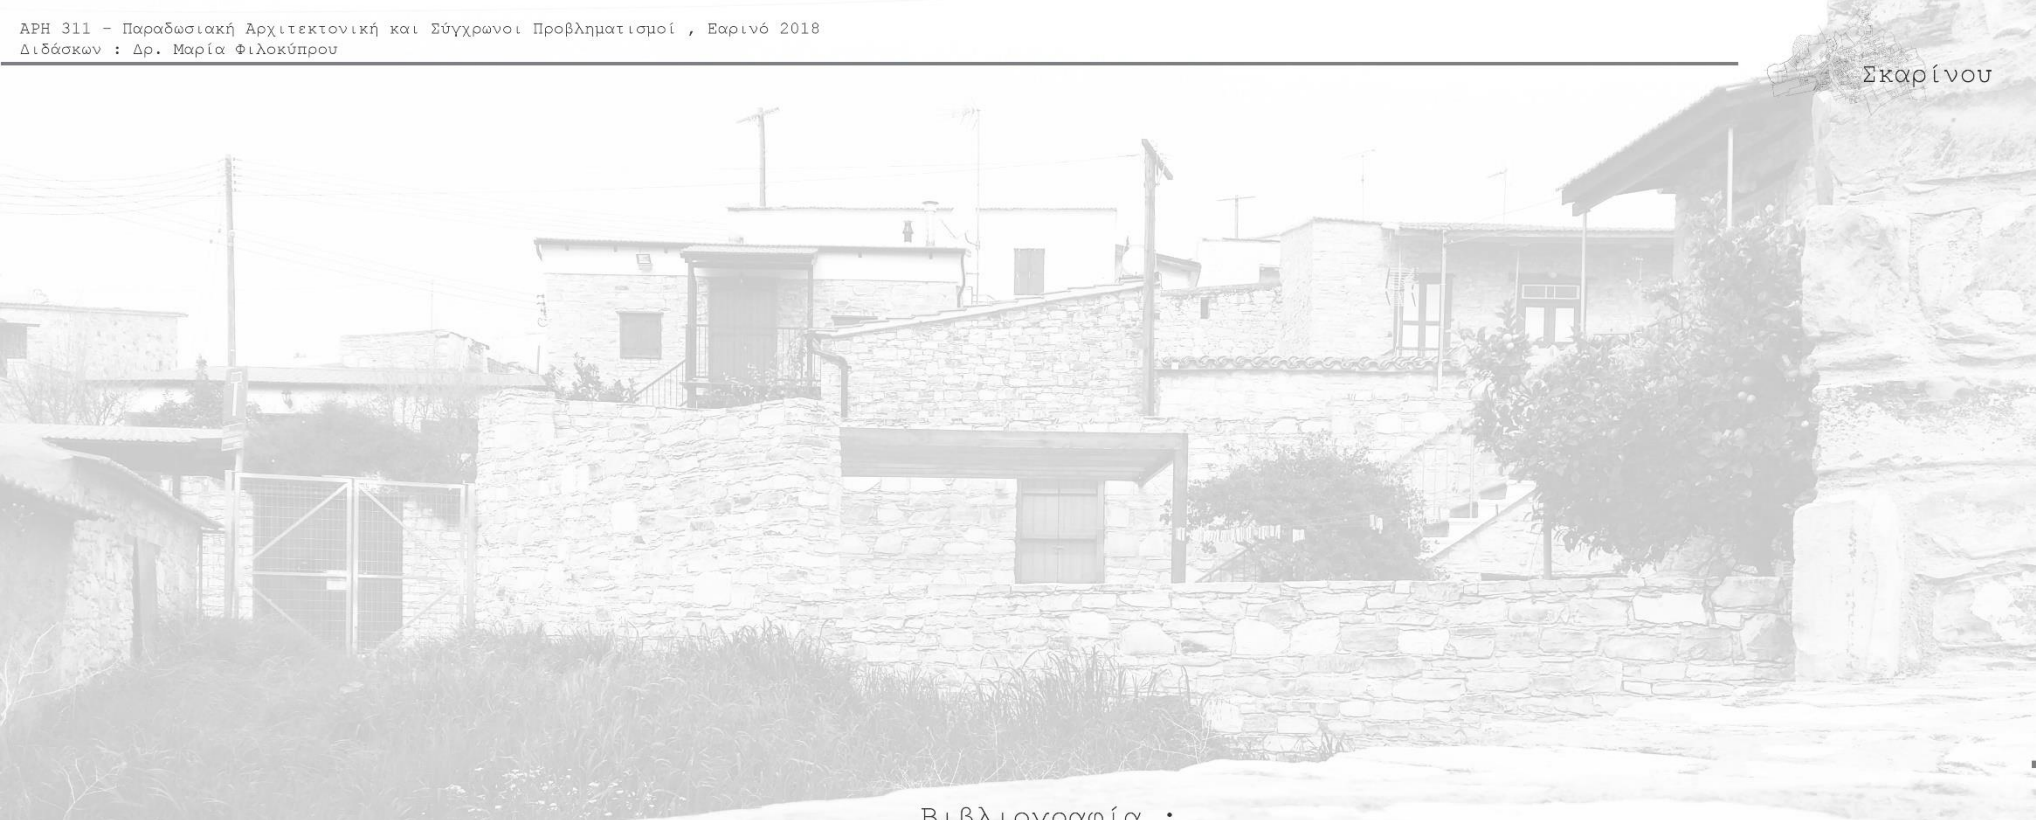 ΑΡΗ 311 – Παραδωσιακή Αρχιτεκτονική και Σύγχρωνοι Προβληματισμοί , Εαρινό 2018
Διδάσκων : Δρ. Μαρία Φιλοκύπρου
Σκαρίνου
Βιβλιογραφία :